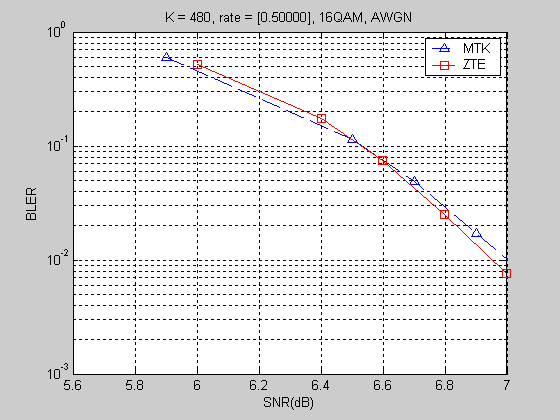 K = 480, rate = [0.50000], 16QAM, AWGN
10^0
MTK
ZTE
10^-1
BLER
10^-2
10^-3
5.6 5.8 6 6.2 6.4 6.6 6.8 7
SNR(dB)